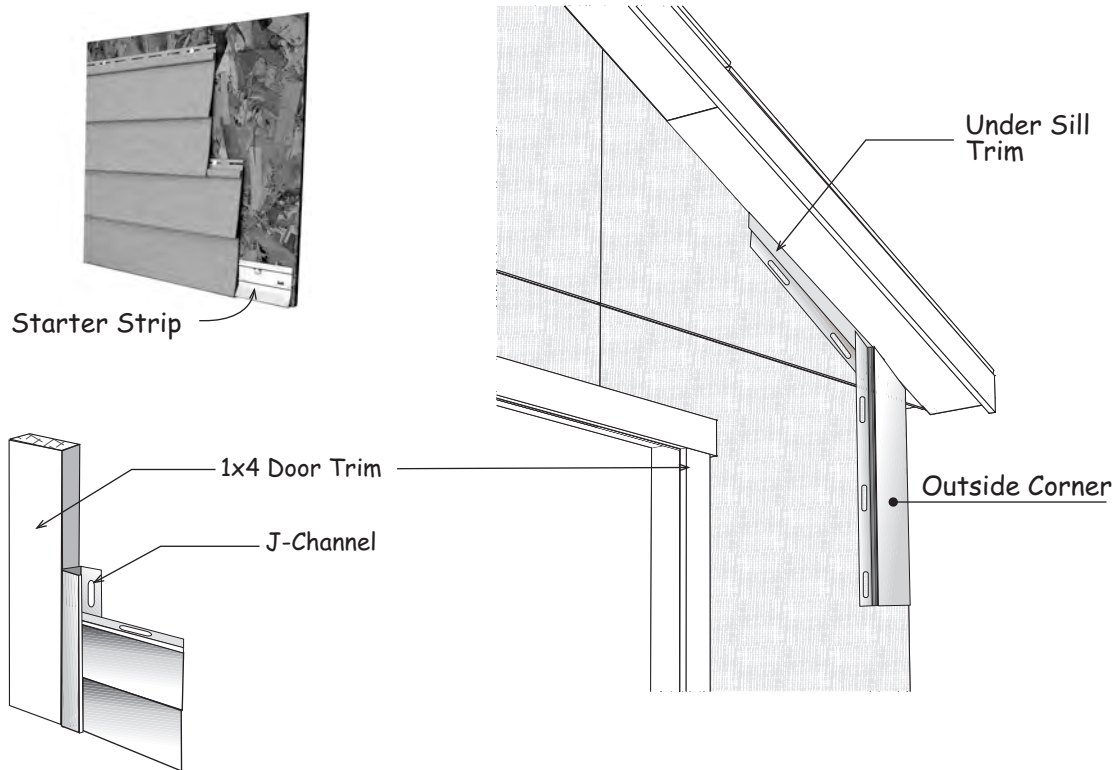 Starter Strip
Under Sill
Trim
1x4 Door Trim
J-Channel
Outside Corner